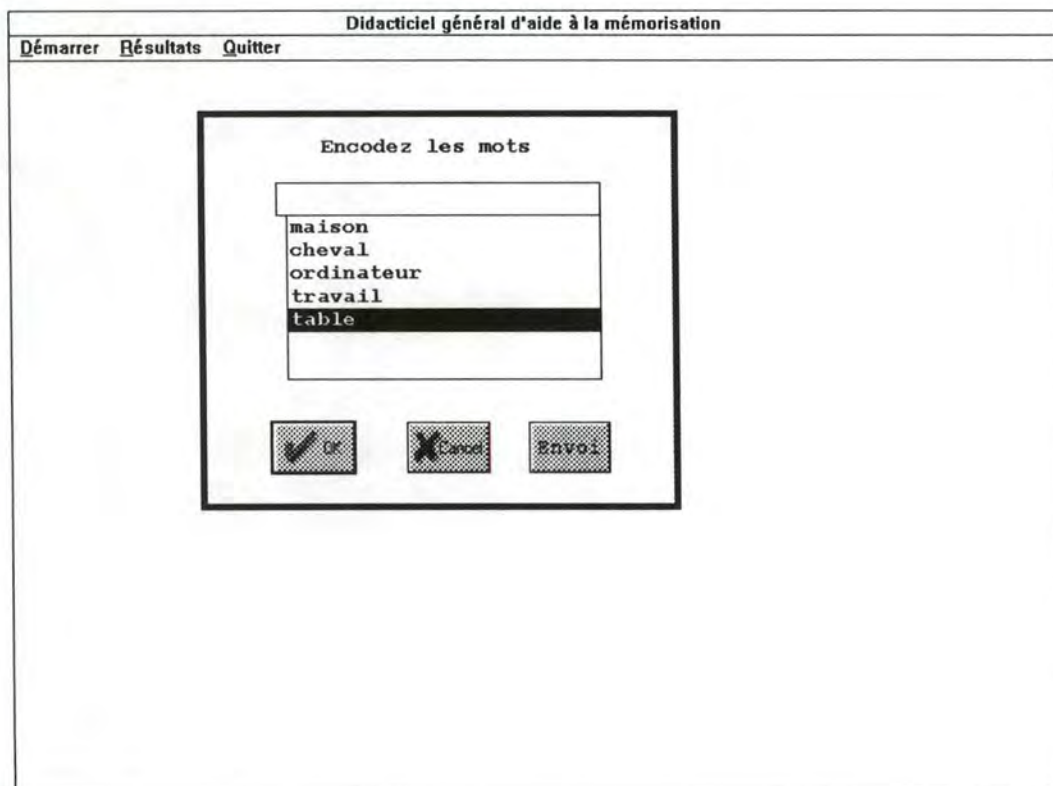 Didacticiel général d'aide à la mémorisation
Démarrer Résultats Quitter
Encodez les mots
maison
cheval
ordinateur
travail
table
OK Cancel Envoi